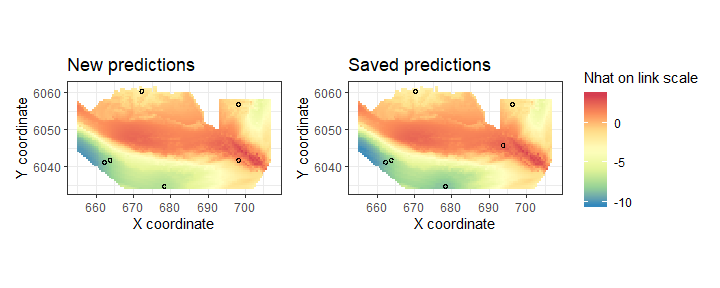 New predictions
Y coordinate
6060
6050
6040
660 670 680 690 700
X coordinate
Saved predictions
Y coordinate
6060
6050
6040
660 670 680 690 700
X coordinate
Nhat on link scale
0
-5
-10